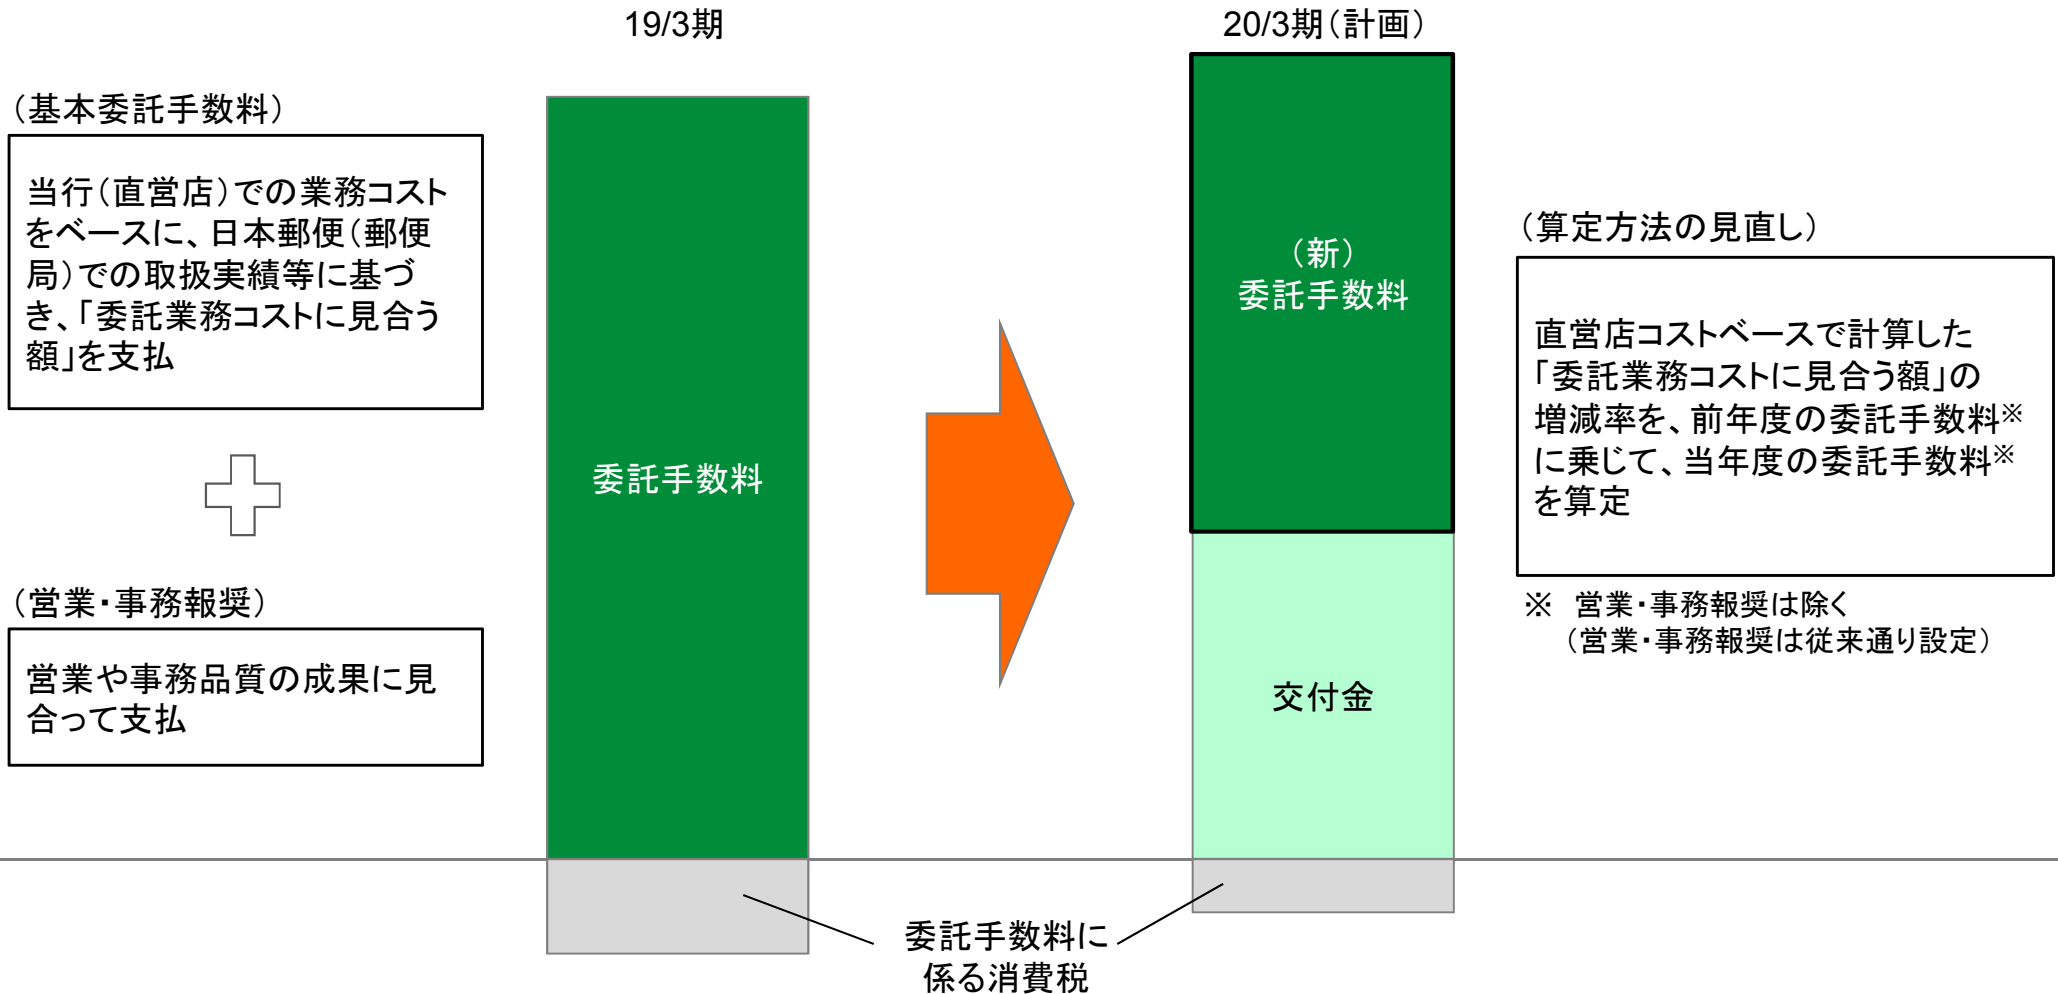 19/3期
20/3期（計画）
（基本委託手数料）
当行（直営店）での業務コスト
をベースに、日本郵便（郵便
局）での取扱実績等に基づ
き、「委託業務コストに見合う
額」を支払
（営業・事務報奨）
営業や事務品質の成果に見
合って支払
委託手数料
（新）
委託手数料
交付金
（算定方法の見直し）
直営店コストベースで計算した
「委託業務コストに見合う額」の
増減率を、前年度の委託手数料※
に乗じて、当年度の委託手数料※
を算定
※ 営業・事務報奨は除く
（営業・事務報奨は従来通り設定）
委託手数料に
係る消費税